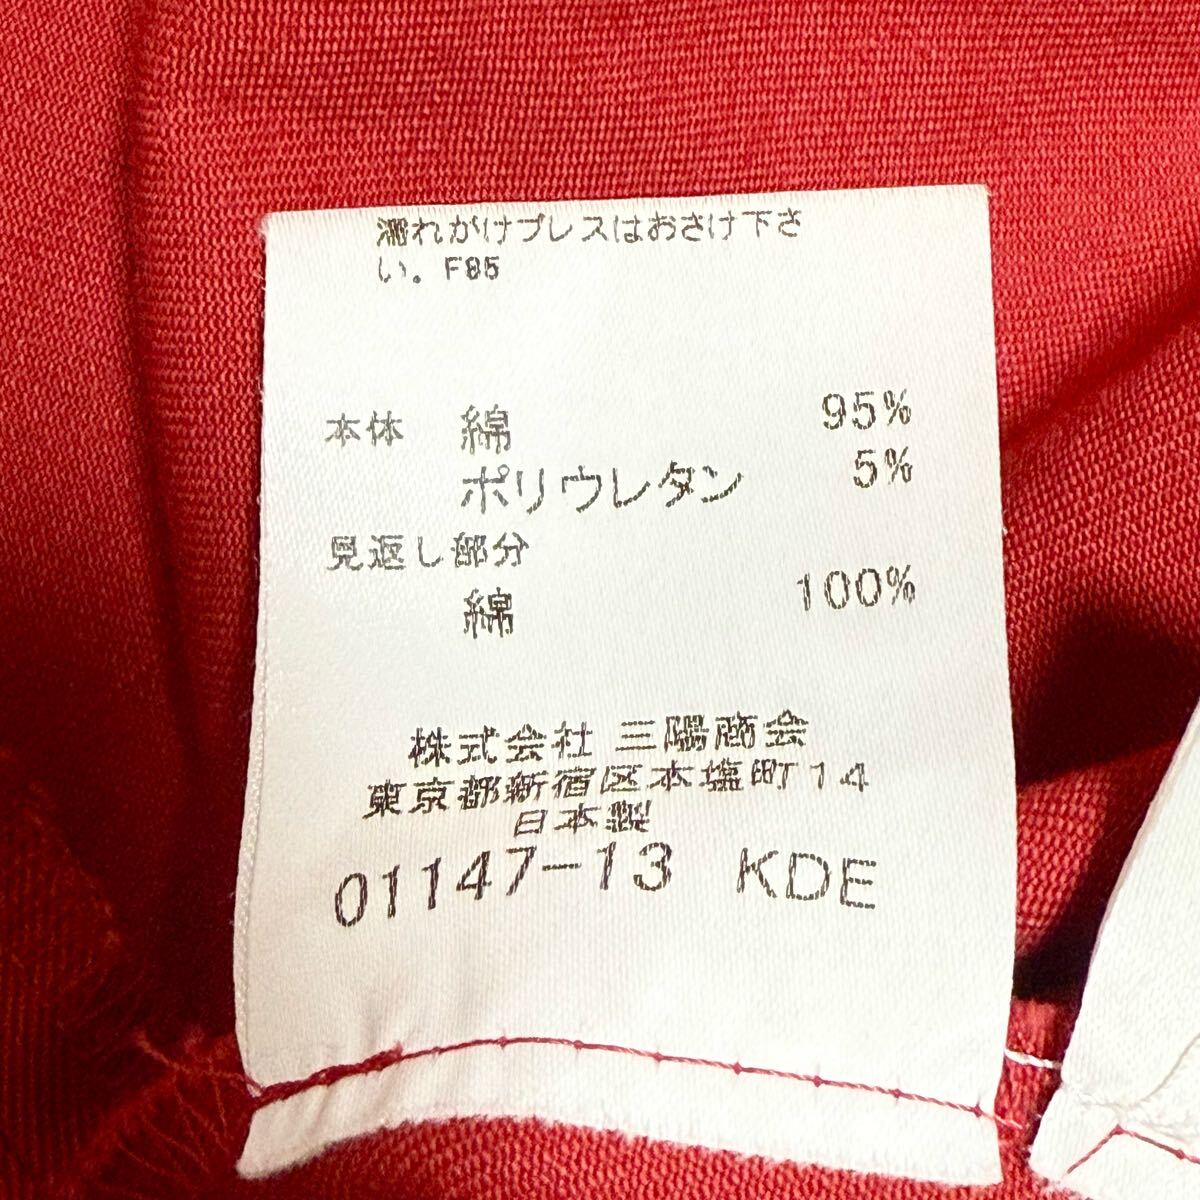 濡れがけプレスはおさけ下さ
い。F85
本体 綿 95%
ポリウレタン 5%
見返し部分
綿 100%
株式会社 三陽商会
東京都新宿区本塩町14
日本製
01147-13 KDE